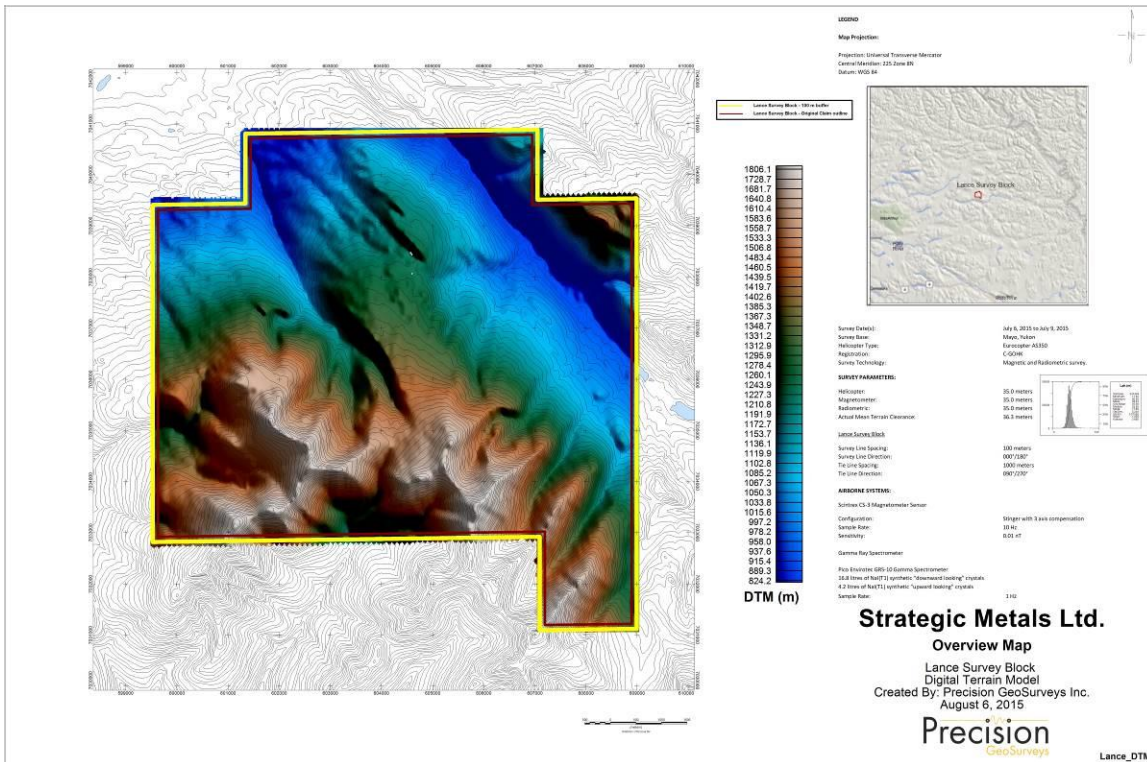 LEGEND
Map Projection:
Projection: Universal Transverse Mercator
Central Meridian: 225 Zone 8N
Datum: WGS 84
N
Lance Survey Block - 100 m buffer
Lance Survey Block - Original Claim outline
Lance Survey Block
1806.1
1728.7
1681.7
1640.8
1610.4
1583.6
1558.7
1533.3
1506.8
1483.4
1460.5
1439.5
1419.7
1402.6
1385.3
1367.3
1348.7
1331.2
1312.9
1295.9
1278.4
1260.1
1243.9
1227.3
1210.8
1191.9
1172.7
1153.7
1136.1
1119.9
1102.8
1085.2
1067.3
1050.3
1033.8
1015.6
997.2
978.2
958.0
937.6
915.4
889.3
824.2
DTM (m)
Survey Date(s): July 6, 2015 to July 9, 2015
Survey Base: Mayo, Yukon
Helicopter Type: Eurocopter AS350
Registration: C-GOHK
Survey Technology: Magnetic and Radiometric survey.
SURVEY PARAMETERS:
Helicopter: 35.0 meters
Magnetometer: 35.0 meters
Radiometric: 35.0 meters
Actual Mean Terrain Clearance: 36.3 meters
Lance Survey Block
Survey Line Spacing: 100 meters
Survey Line Direction: 000°/180°
Tie Line Spacing: 1000 meters
Tie Line Direction: 090°/270°
AIRBORNE SYSTEMS:
Scintrex CS-3 Magnetometer Sensor
Configuration: Stinger with 3 axis compensation
Sample Rate: 10 Hz
Sensitivity: 0.01 nT
Gamma Ray Spectrometer
Pico Envirotec GRS-10 Gamma Spectrometer
16.8 litres of NaI(T1) synthetic "downward looking" crystals
4.2 litres of NaI(T1) synthetic "upward looking" crystals
Sample Rate: 1 Hz
Strategic Metals Ltd.
Overview Map
Lance Survey Block
Digital Terrain Model
Created By: Precision GeoSurveys Inc.
August 6, 2015
Precision
GeoSurveys
Lance_DTM